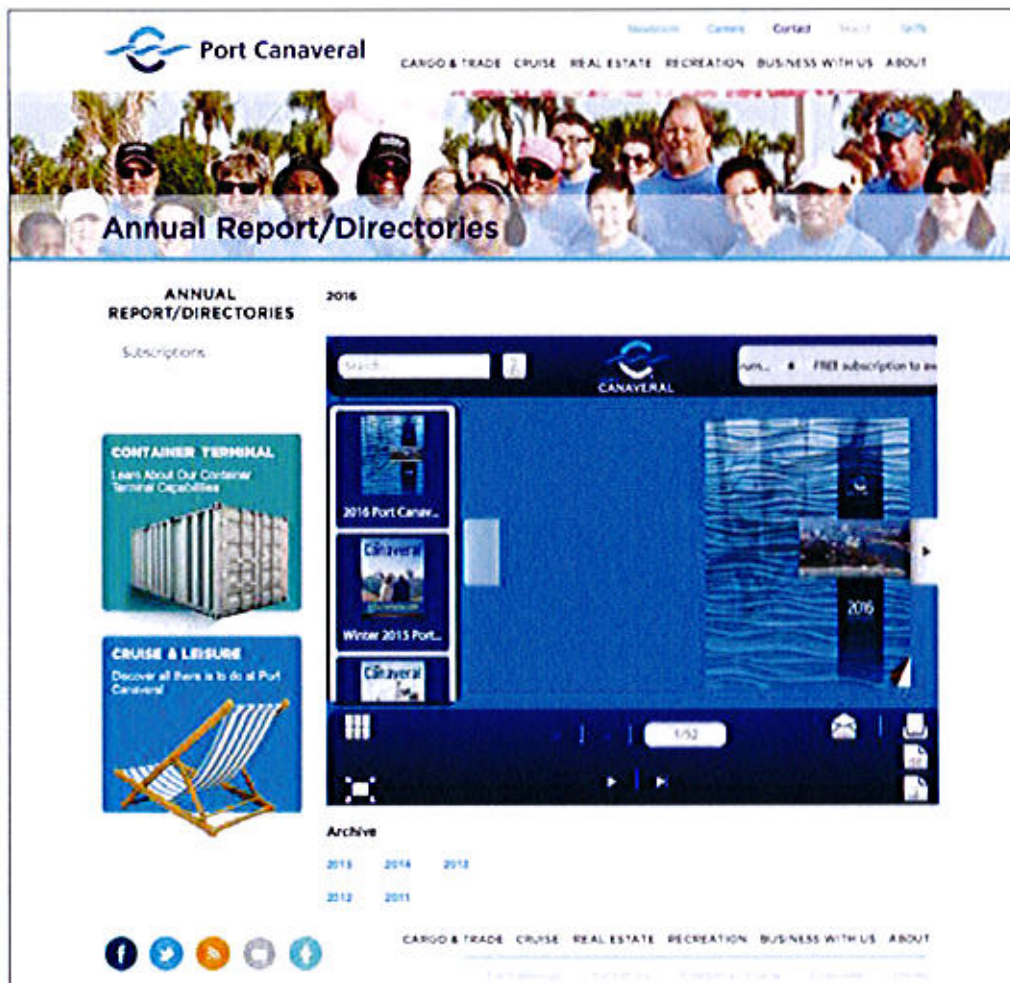 Port Canaveral
Newsroom Careers Contact Search
CARGO & TRADE CRUISE REAL ESTATE RECREATION BUSINESS WITH US ABOUT
Annual Report/Directories
ANNUAL
REPORT/DIRECTORIES
Subscriptions
2016
Search
CANAVERAL
FREE subscription to aw
CONTAINER TERMINAL
Learn About Our Container
Terminal Capabilities
2016 Port Canav...
Canaveral
Winter 2015 Port...
Canaveral
2016
CRUISE & LEISURE
Discover all there is to do at Port
Canaveral
1/52
Archive
2015 2014 2013
2012 2011
CARGO & TRADE CRUISE REAL ESTATE RECREATION BUSINESS WITH US ABOUT